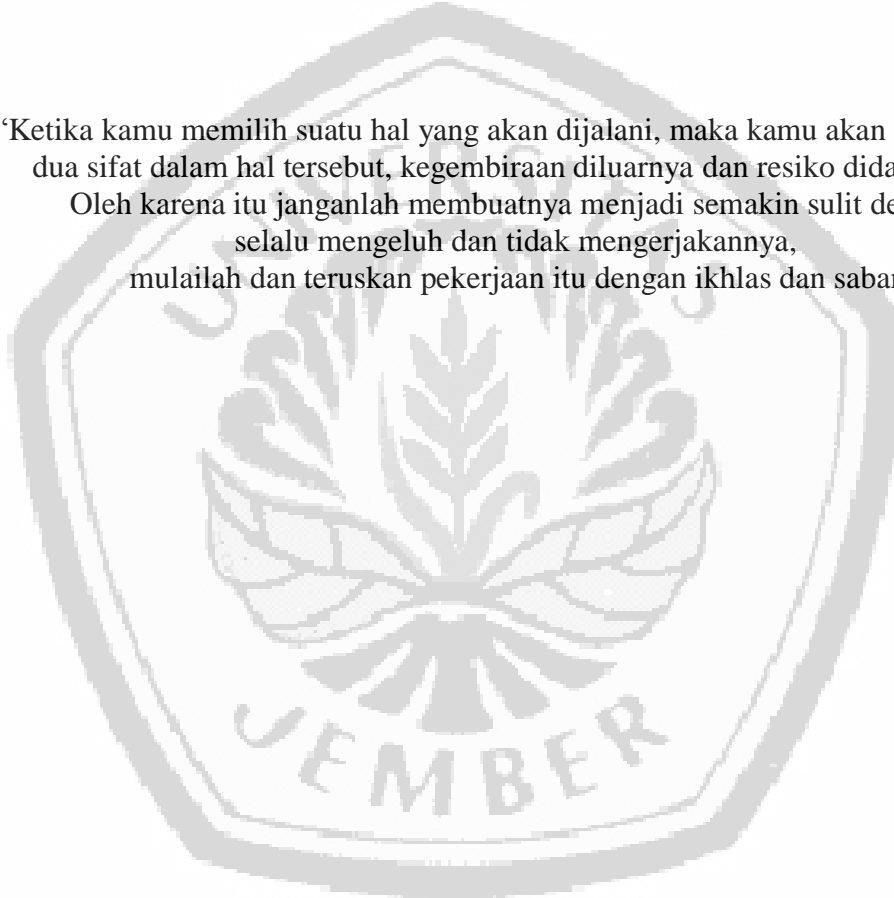 ‘Ketika kamu memilih suatu hal yang akan dijalani, maka kamu akan
dua sifat dalam hal tersebut, kegembiraan diluarnya dan resiko
Oleh karena itu janganlah membuatnya menjadi semakin sulit
selalu mengeluh dan tidak mengerjakannya,
mulailah dan teruskan pekerjaan itu dengan ikhlas dan sabar
UNIVERSITAS
JEMBER